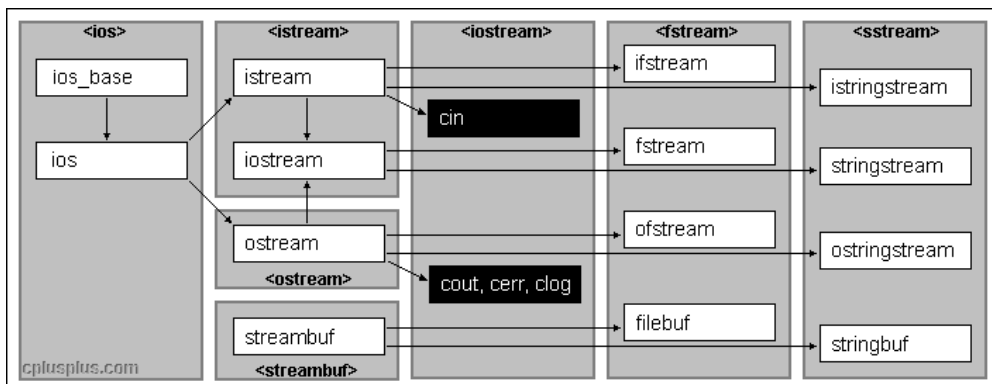 <ios>
ios_base
ios
cplusplus.com
<istream>
istream
iostream
ostream
<ostream>
streambuf
<streambuf>
<iostream>
cin
cout, cerr, clog
<fstream>
ifstream
fstream
ofstream
filebuf
<sstream>
istringstream
stringstream
ostringstream
stringbuf